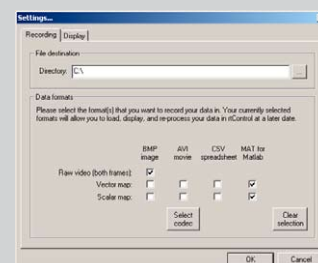 Settings...
Recording Display
File destination
Directory: C:\
...
Data formats
Please select the format(s) that you want to record your data in. Your currently selected
formats will allow you to load, display, and re-process your data in rtControl at a later date.
BMP image AVI movie CSV spreadsheet MAT for Matlab
Raw video (both frames):
Vector map:
Scalar map:
Select codec
Clear selection
OK Cancel